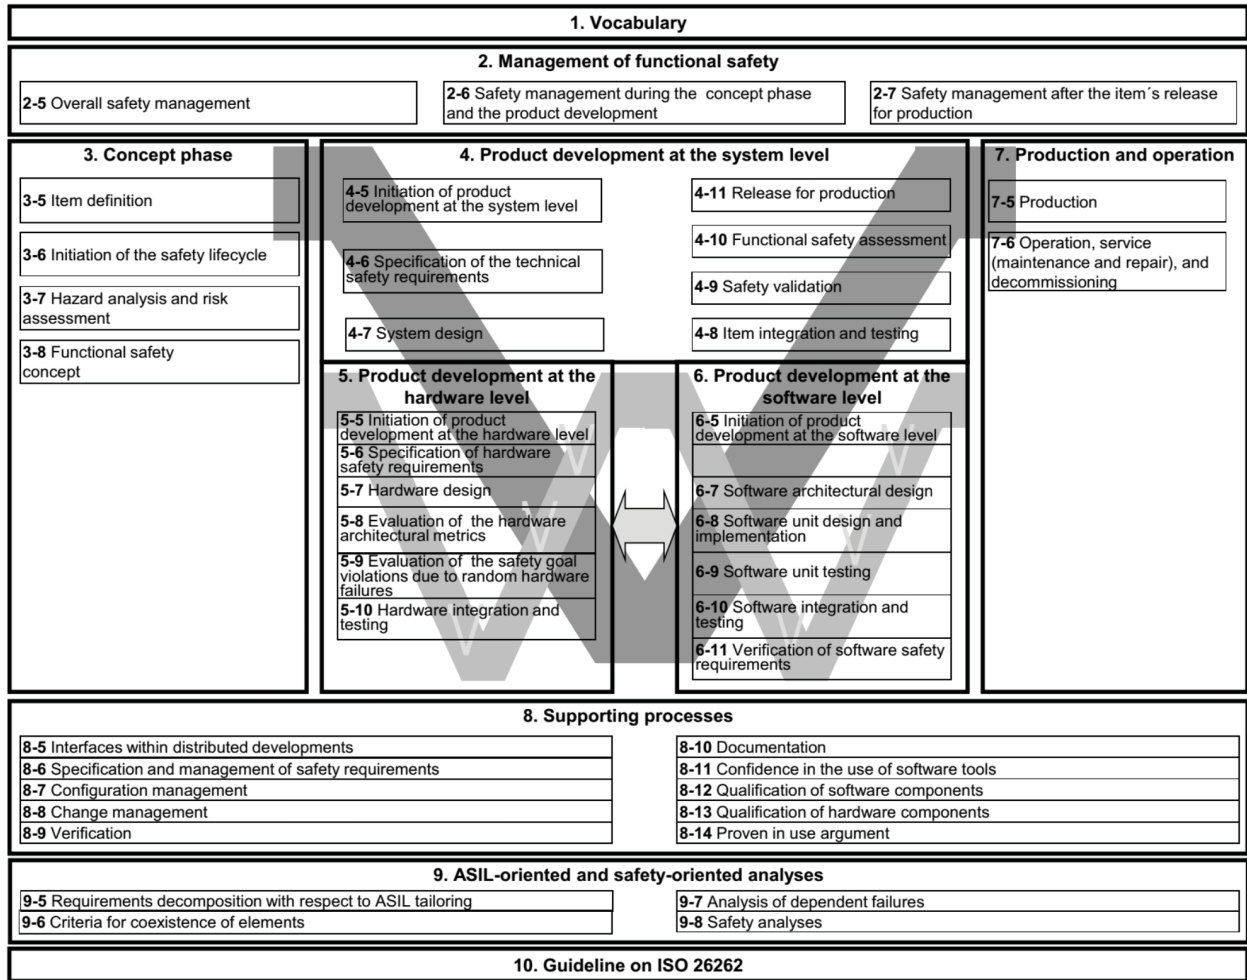 1. Vocabulary
2. Management of functional safety
2-5 Overall safety management
2-6 Safety management during the concept phase
and the product development
2-7 Safety management after the item´s release
for production
3. Concept phase
3-5 Item definition
3-6 Initiation of the safety lifecycle
3-7 Hazard analysis and risk
assessment
3-8 Functional safety
concept
4. Product development at the system level
4-5 Initiation of product
development at the system level
4-6 Specification of the technical
safety requirements
4-7 System design
4-11 Release for production
4-10 Functional safety assessment
4-9 Safety validation
4-8 Item integration and testing
7. Production and operation
7-5 Production
7-6 Operation, service
(maintenance and repair), and
decommissioning
5. Product development at the
hardware level
5-5 Initiation of product
development at the hardware level
5-6 Specification of hardware
safety requirements
5-7 Hardware design
5-8 Evaluation of the hardware
architectural metrics
5-9 Evaluation of the safety goal
violations due to random hardware
failures
5-10 Hardware integration and
testing
6. Product development at the
software level
6-5 Initiation of product
development at the software level
6-7 Software architectural design
6-8 Software unit design and
implementation
6-9 Software unit testing
6-10 Software integration and
testing
6-11 Verification of software safety
requirements
8. Supporting processes
8-5 Interfaces within distributed developments
8-6 Specification and management of safety requirements
8-7 Configuration management
8-8 Change management
8-9 Verification
8-10 Documentation
8-11 Confidence in the use of software tools
8-12 Qualification of software components
8-13 Qualification of hardware components
8-14 Proven in use argument
9. ASIL-oriented and safety-oriented analyses
9-5 Requirements decomposition with respect to ASIL tailoring
9-6 Criteria for coexistence of elements
9-7 Analysis of dependent failures
9-8 Safety analyses
10. Guideline on ISO 26262